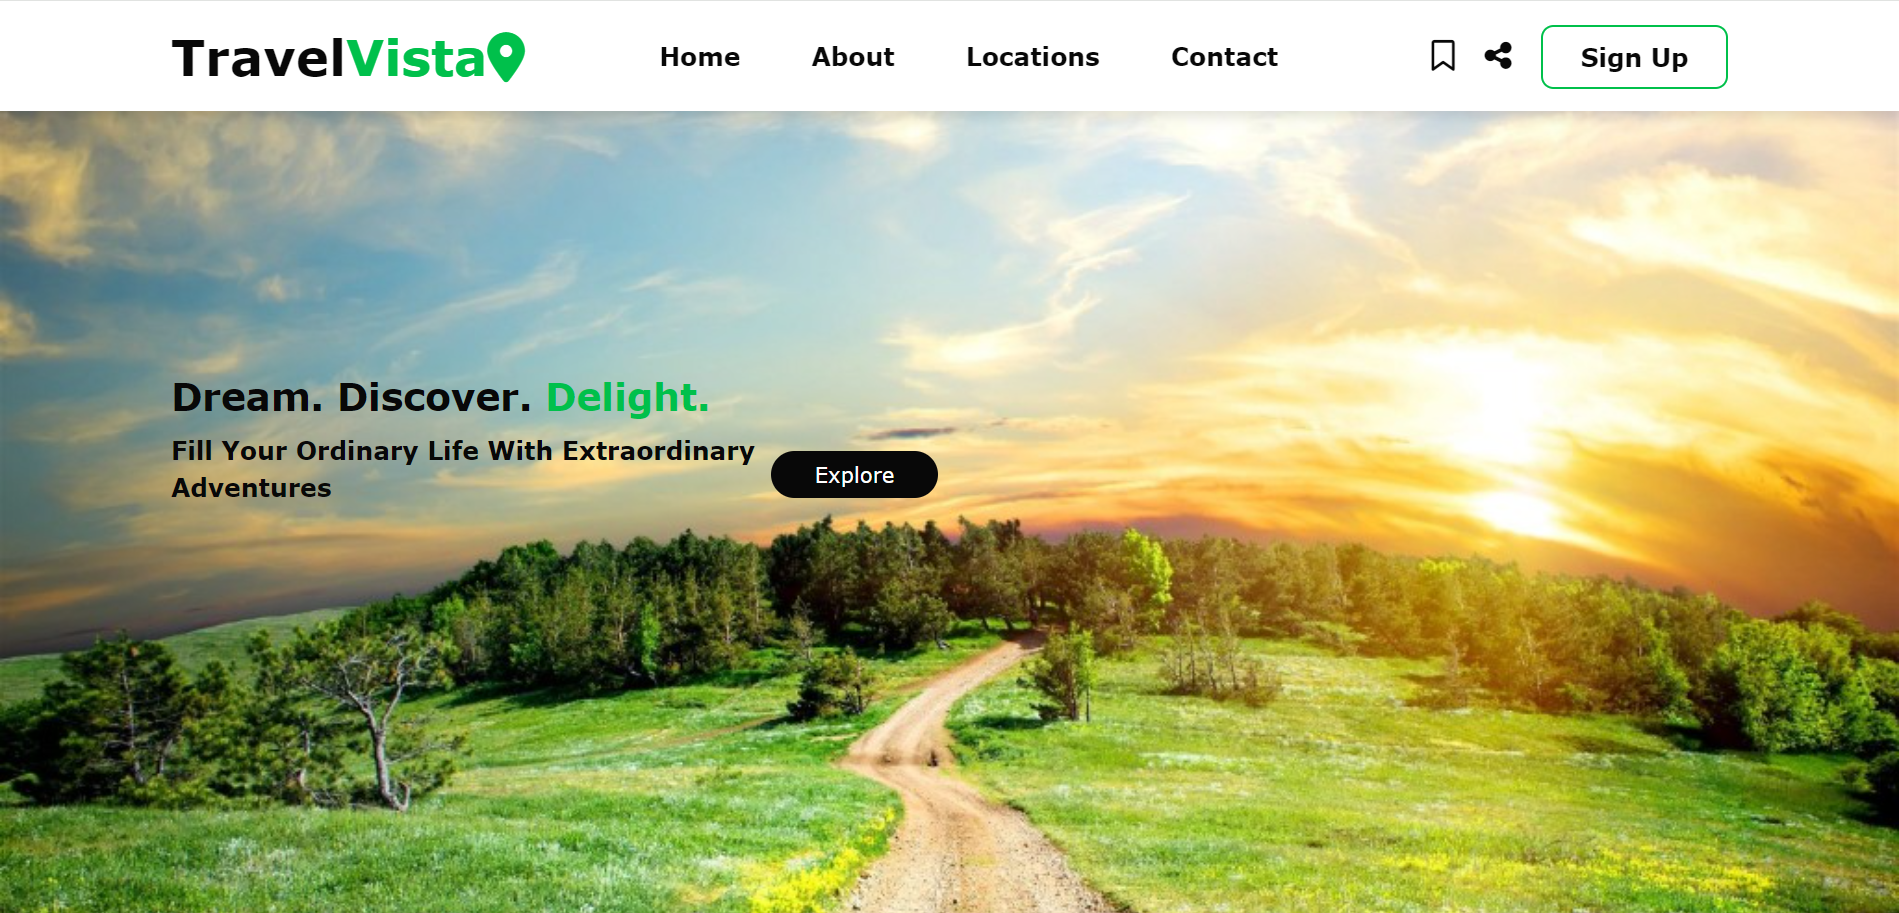 TravelVista
Home About Locations Contact
Sign Up
Dream. Discover. Delight.
Fill Your Ordinary Life With Extraordinary
Adventures
Explore